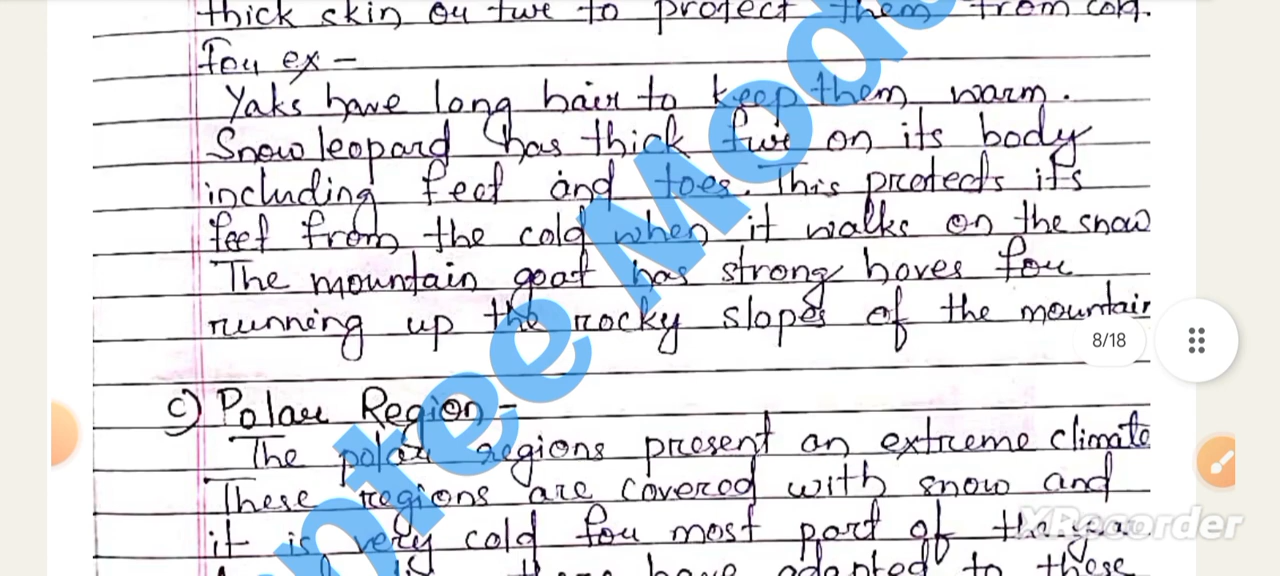 thick skin or fur to protect them from cold.
For ex -
Yaks have long hair to keep them warm.
Snow leopard has thick fur on its body
including feet and toes. This protects its
feet from the cold when it walks on the snow
The mountain goat has strong hoves for
running up the rocky slopes of the mountain
8/18
c) Polar Region -
The polar regions present an extreme climate
These regions are covered with snow and
it is very cold for most part of the year
have adapted to these
XRecorder